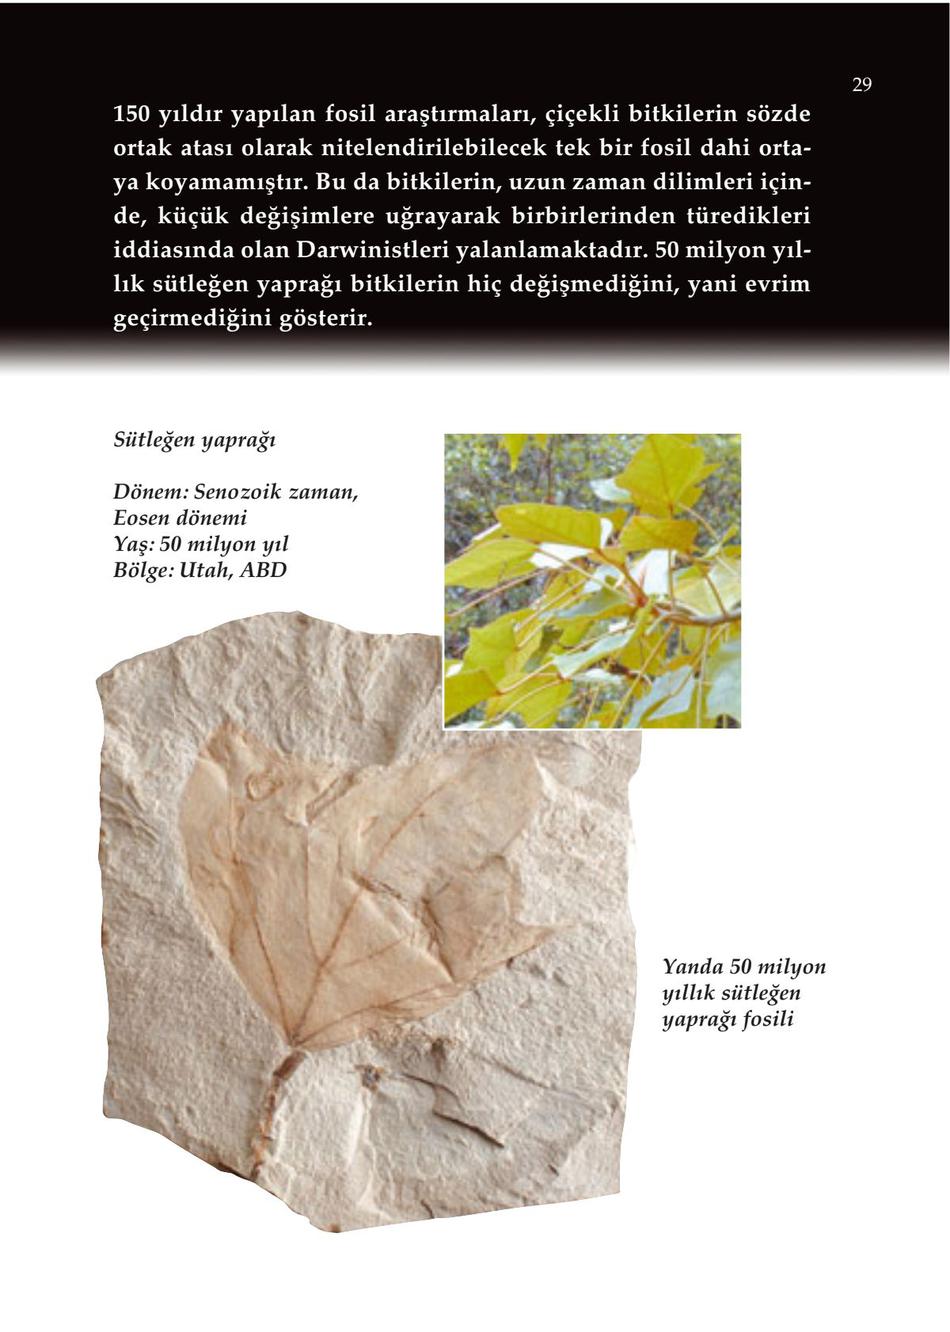 29
150 yıldır yapılan fosil araştırmaları, çiçekli bitkilerin sözde
ortak atası olarak nitelendirilebilecek tek bir fosil dahi orta-
ya koyamamıştır. Bu da bitkilerin, uzun zaman dilimleri için-
de, küçük değişimlere uğrayarak birbirlerinden türedikleri
iddiasında olan Darwinistleri yalanlamaktadır. 50 milyon yıl-
lık sütleğen yaprağı bitkilerin hiç değişmediğini, yani evrim
geçirmediğini gösterir.
Sütleğen yaprağı
Dönem: Senozoik zaman,
Eosen dönemi
Yaş: 50 milyon yıl
Bölge: Utah, ABD
Yanda 50 milyon
yıllık sütleğen
yaprağı fosili